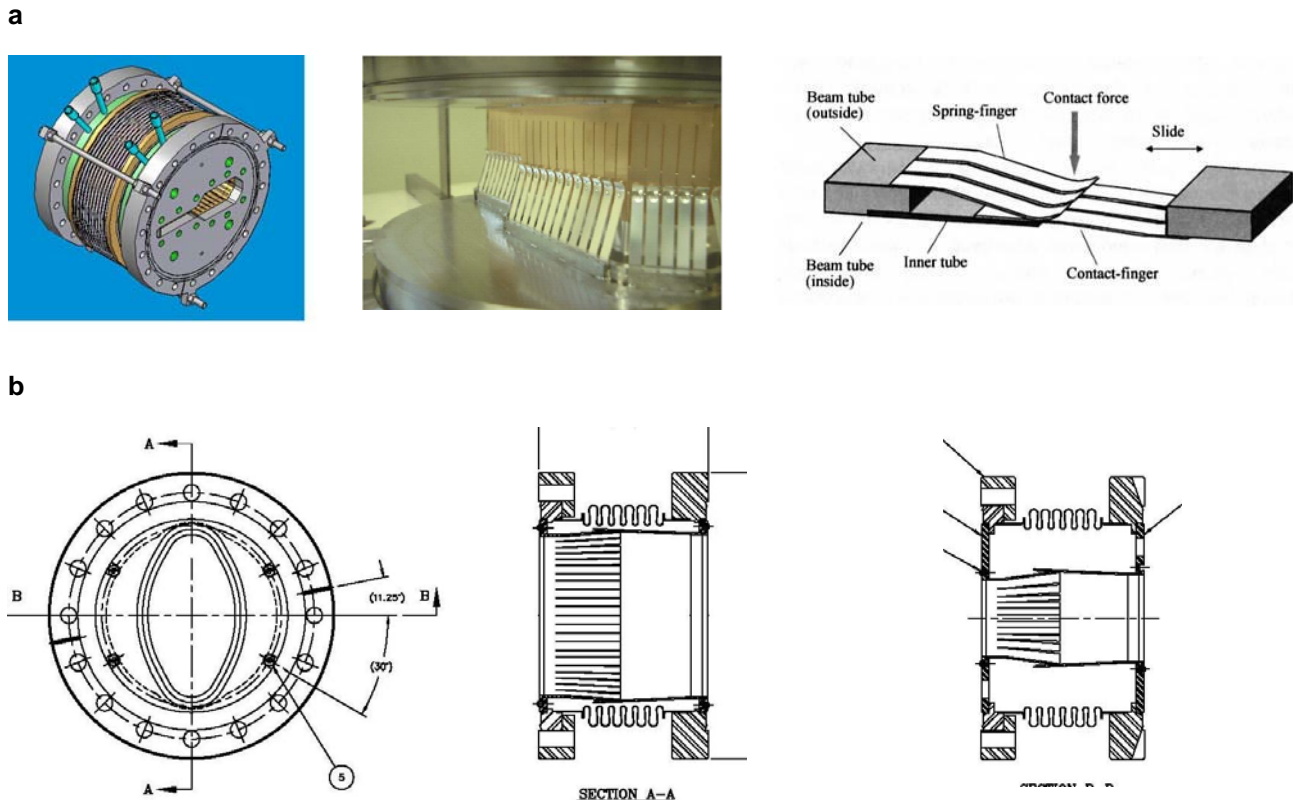 a
Beam tube
(outside)
Spring-finger
Contact force
Slide
Beam tube
(inside)
Inner tube
Contact-finger
b
A
B
(11.25°)
B
(30°)
5
A
SECTION A-A